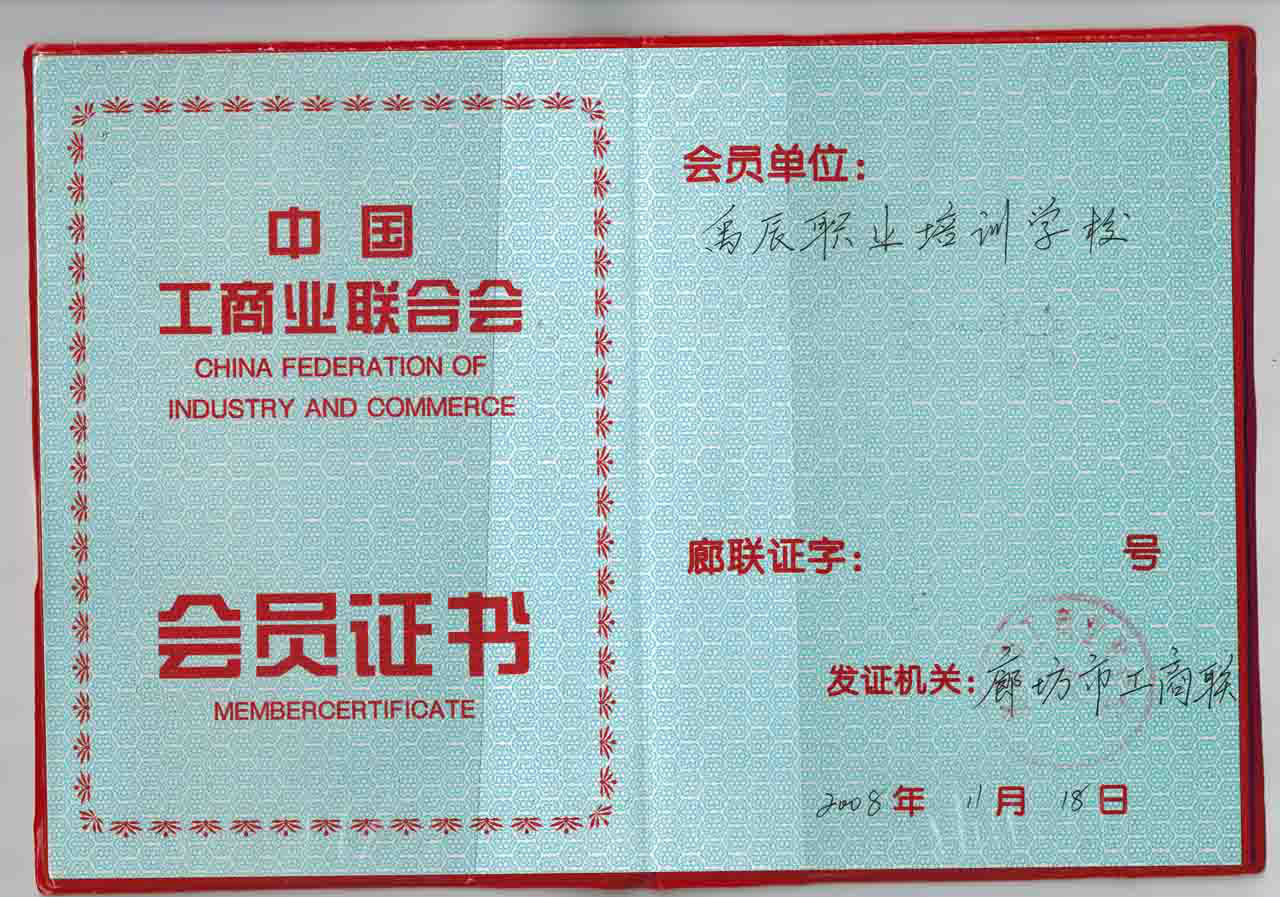 中国
工商业联合会
CHINA FEDERATION OF
INDUSTRY AND COMMERCE
会员证书
MEMBERCERTIFICATE
会员单位：
禹辰职业培训学校
廊联证字： 号
发证机关：廊坊市工商联
2008年 11月 18日